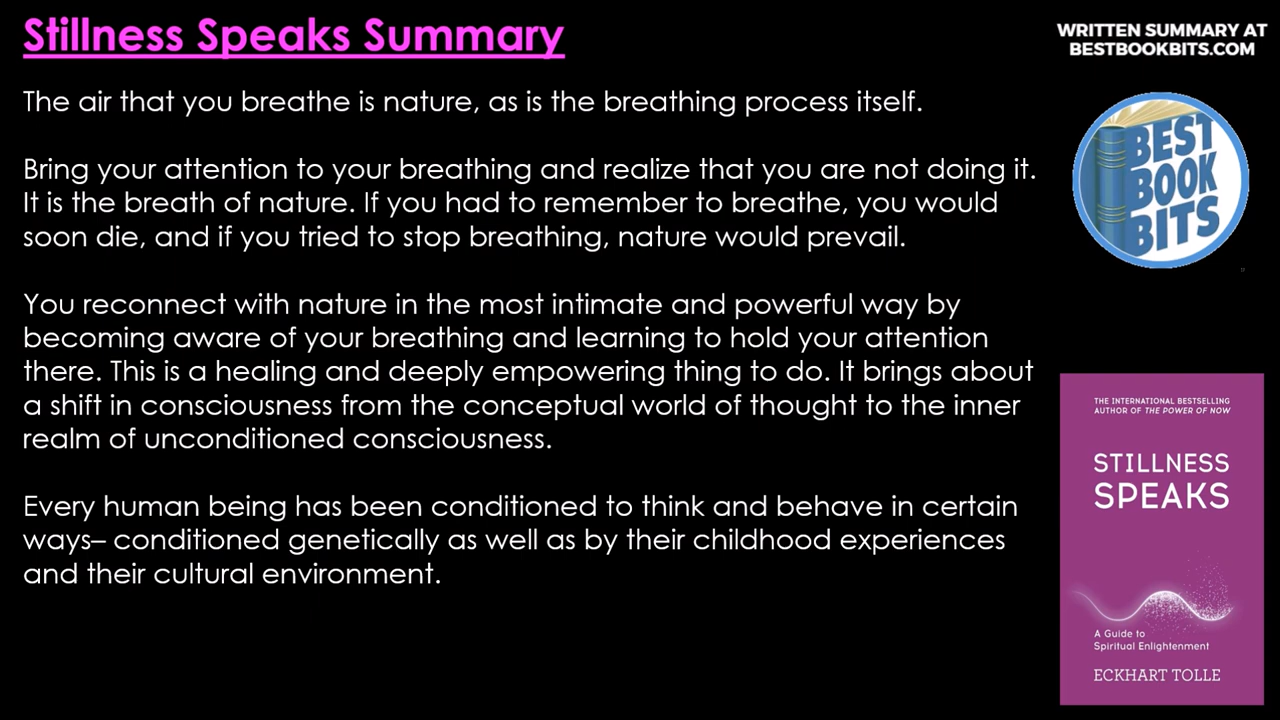 Stillness Speaks Summary
The air that you breathe is nature, as is the breathing process itself.
Bring your attention to your breathing and realize that you are not doing it.
It is the breath of nature. If you had to remember to breathe, you would
soon die, and if you tried to stop breathing, nature would prevail.
You reconnect with nature in the most intimate and powerful way by
becoming aware of your breathing and learning to hold your attention
there. This is a healing and deeply empowering thing to do. It brings about
a shift in consciousness from the conceptual world of thought to the inner
realm of unconditioned consciousness.
Every human being has been conditioned to think and behave in certain
ways– conditioned genetically as well as by their childhood experiences
and their cultural environment.
WRITTEN SUMMARY AT
BESTBOOKBITS.COM
BEST
BOOK
BITS
THE INTERNATIONAL BESTSELLING
AUTHOR OF THE POWER OF NOW
STILLNESS
SPEAKS
A Guide to
Spiritual Enlightenment
ECKHART TOLLE